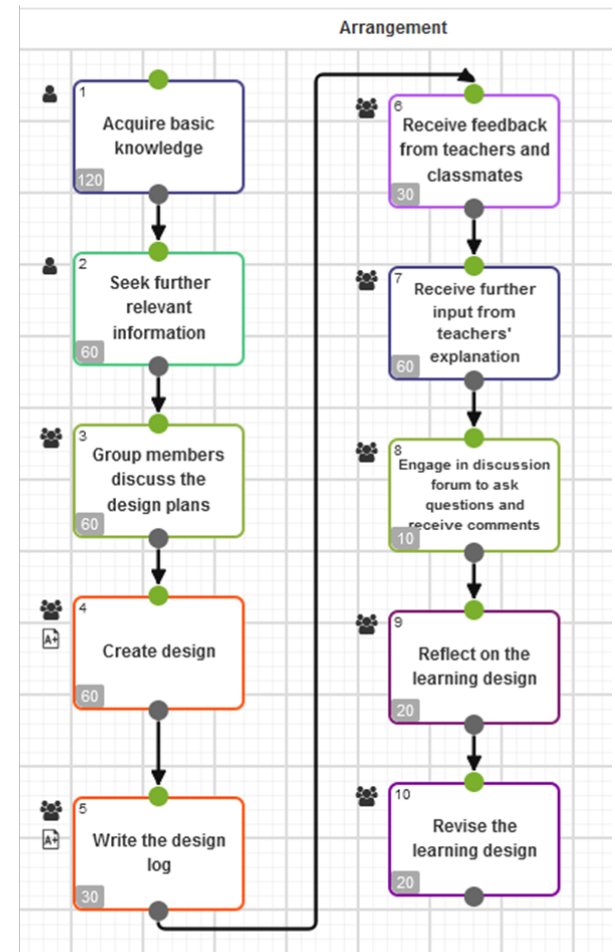 Arrangement
1
Acquire basic
knowledge
120
2
Seek further
relevant
information
60
3
Group members
discuss the
design plans
60
4
A+
Create design
60
5
A+
Write the design
log
30
6
Receive feedback
from teachers and
classmates
30
7
Receive further
input from
teachers'
explanation
60
8
Engage in discussion
forum to ask
questions and
receive comments
10
9
Reflect on the
learning design
20
10
Revise the
learning design
20